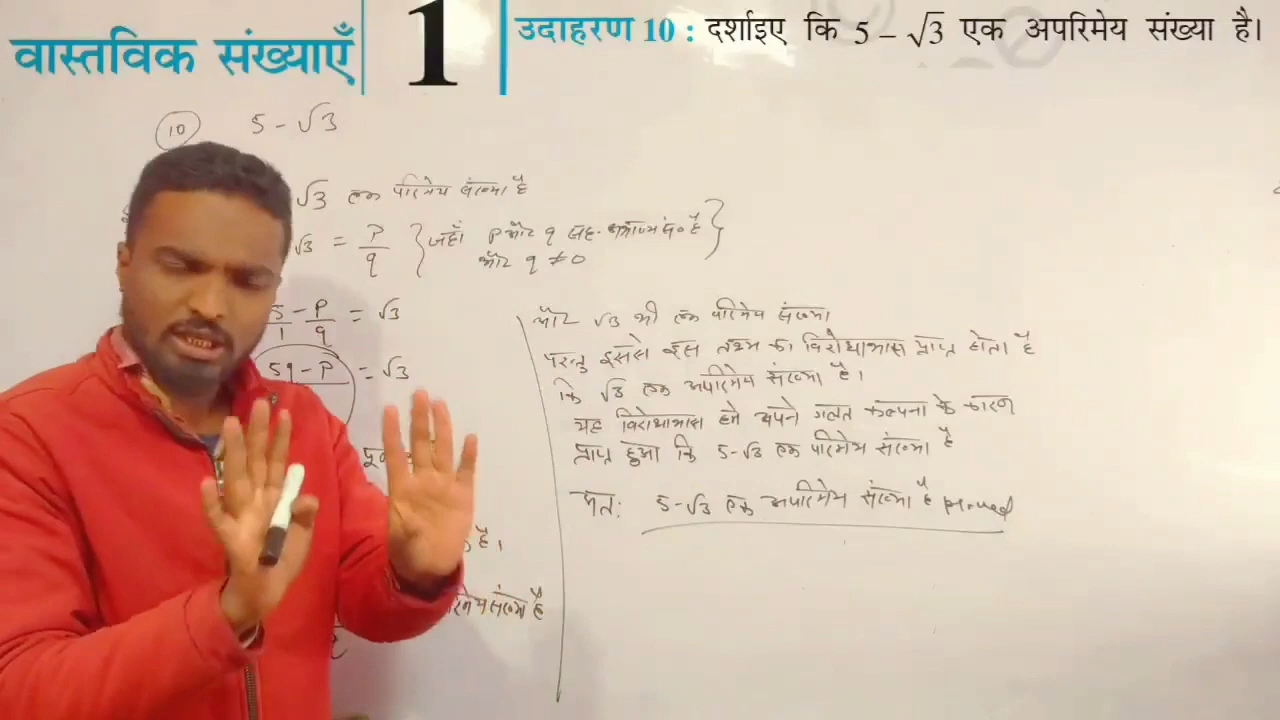 वास्तविक संख्याएँ
1
उदाहरण 10 : दर्शाइए कि 5 – √3 एक अपरिमेय संख्या है।
10
5 - √3
√3 एक परिमेय संख्या है
√3 = p/q {जहाँ p और q सह-अभाज्य सं० है
और q ≠ 0}
5/1 - p/q = √3
5q - p = √3
है।
संख्या है
और √3 भी एक परिमेय संख्या
परन्तु इससे इस तथ्य का विरोधाभास प्राप्त होता है
कि √3 एक अपरिमेय संख्या है।
यह विरोधाभास हमे अपने गलत कल्पना के कारण
प्राप्त हुआ कि 5-√3 एक परिमेय संख्या है
अत: 5-√3 एक अपरिमेय संख्या है proved